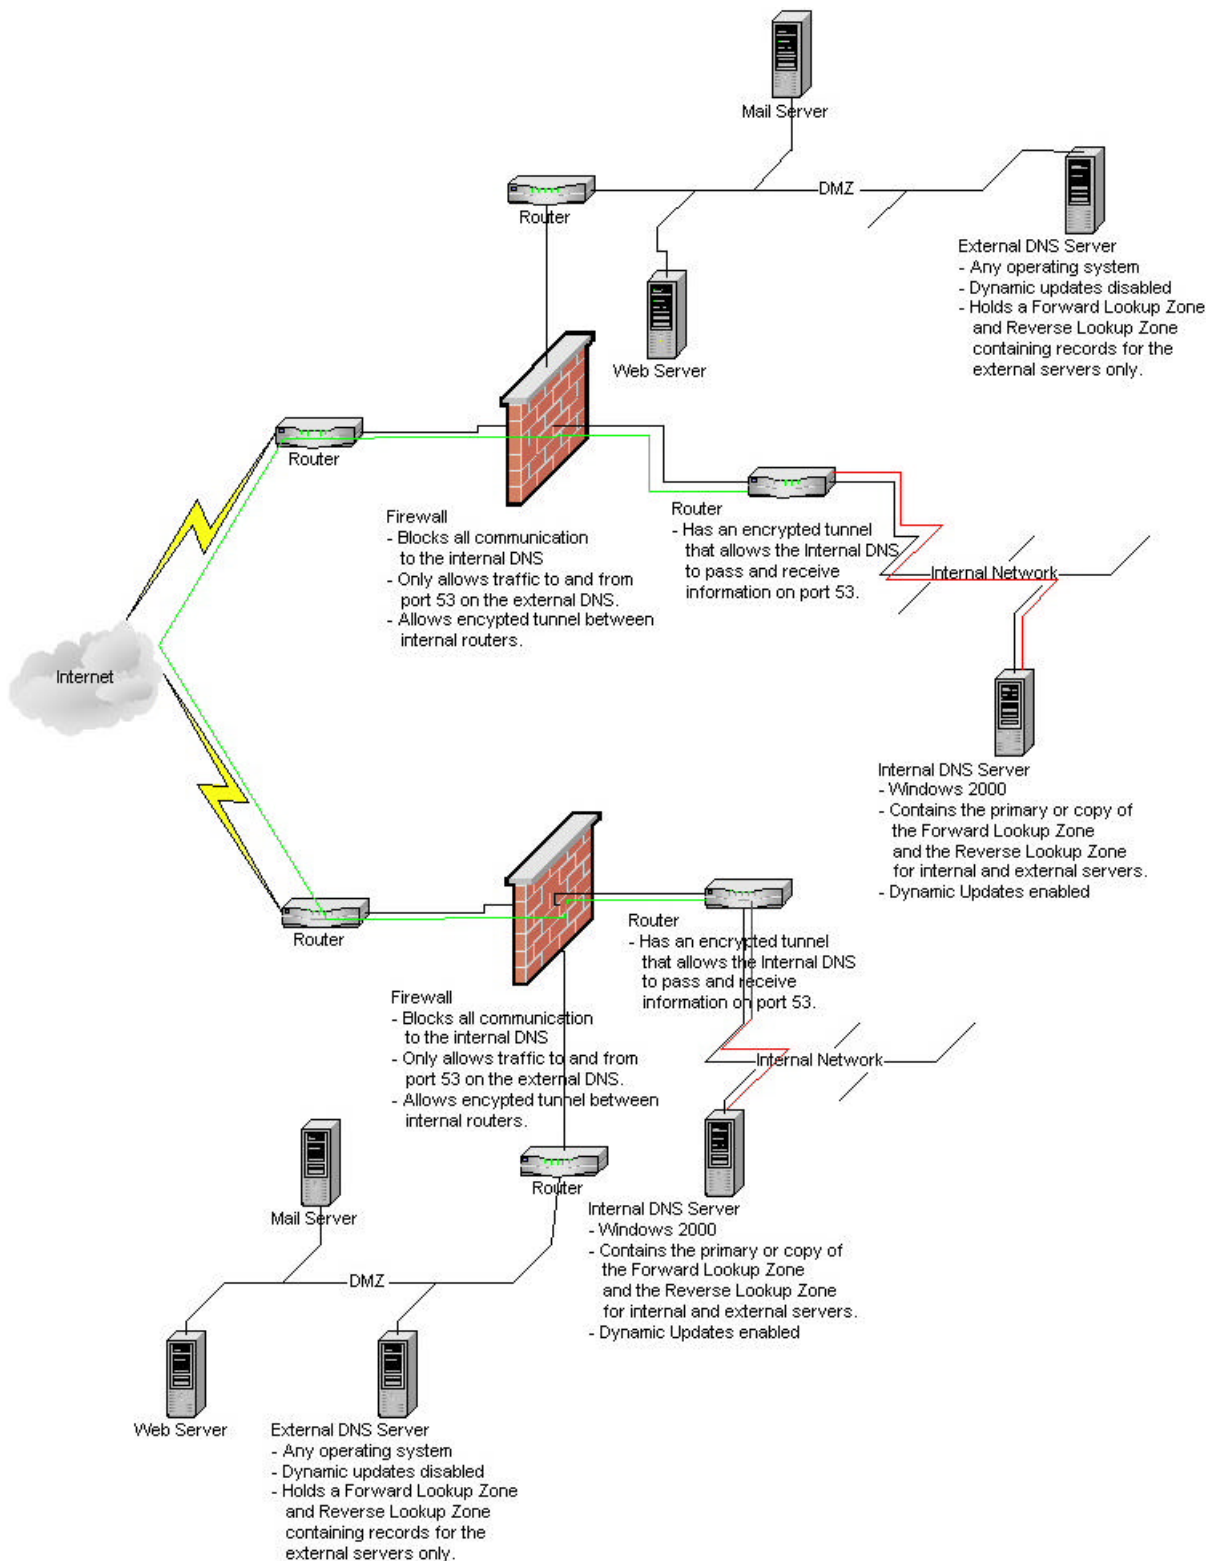 Mail Server
DMZ
Router
External DNS Server
- Any operating system
- Dynamic updates disabled
- Holds a Forward Lookup Zone
and Reverse Lookup Zone
containing records for the
external servers only.
Web Server
Router
Firewall
- Blocks all communication
to the internal DNS
- Only allows traffic to and from
port 53 on the external DNS.
- Allows encypted tunnel between
internal routers.
Router
- Has an encrypted tunnel
that allows the Internal DNS
to pass and receive
information on port 53.
Internal Network
Internet
Internal DNS Server
- Windows 2000
- Contains the primary or copy of
the Forward Lookup Zone
and the Reverse Lookup Zone
for internal and external servers.
- Dynamic Updates enabled
Router
Router
- Has an encrypted tunnel
that allows the Internal DNS
to pass and receive
information on port 53.
Firewall
- Blocks all communication
to the internal DNS
- Only allows traffic to and from
port 53 on the external DNS.
- Allows encypted tunnel between
internal routers.
Internal Network
Mail Server
Router
Internal DNS Server
- Windows 2000
- Contains the primary or copy of
the Forward Lookup Zone
and the Reverse Lookup Zone
for internal and external servers.
- Dynamic Updates enabled
DMZ
Web Server
External DNS Server
- Any operating system
- Dynamic updates disabled
- Holds a Forward Lookup Zone
and Reverse Lookup Zone
containing records for the
external servers only.